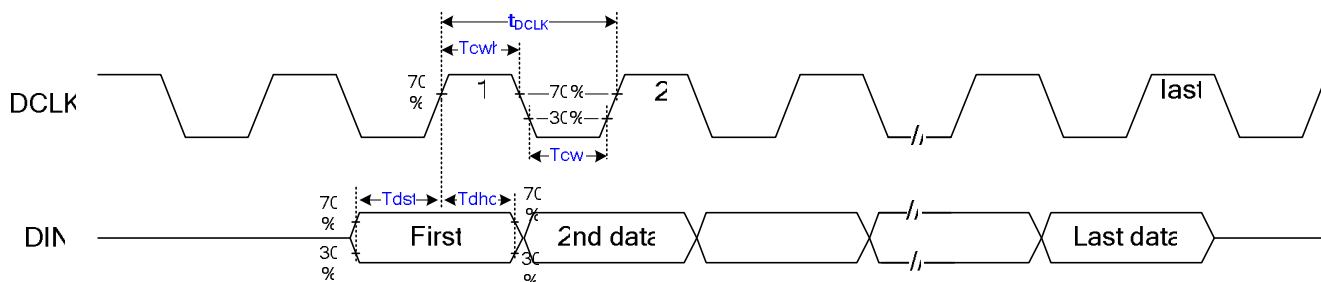 tDCLK
Tcwh
DCLK
70
%
1
70%
30%
2
last
Tcw
70
%
Tdst
Tdhd
70
%
DIN
First
2nd data
Last data
30
%
30
%